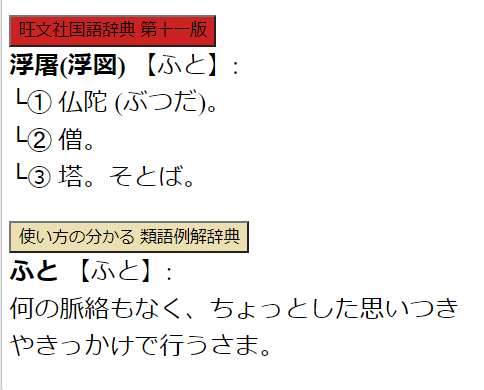 旺文社国語辞典 第十一版
浮屠(浮図) 【ふと】:
└① 仏陀 (ぶつだ)。
└② 僧。
└③ 塔。そとば。
使い方の分かる 類語例解辞典
ふと 【ふと】:
何の脈絡もなく、ちょっとした思いつき
やきっかけで行うさま。